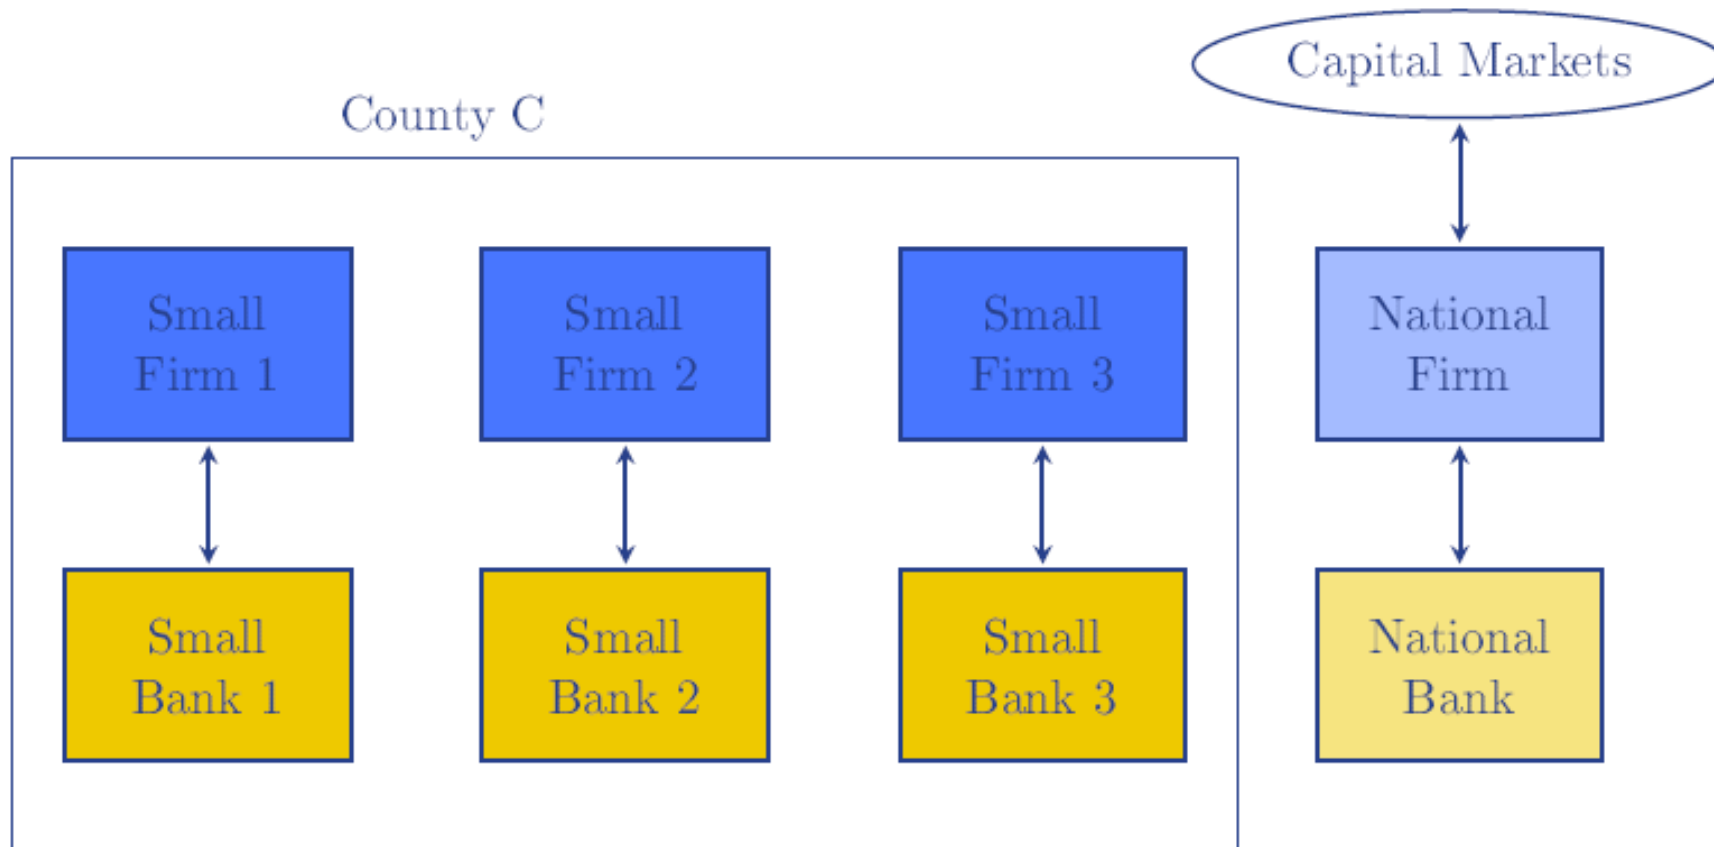 Capital Markets
County C
Small
Firm 1
Small
Firm 2
Small
Firm 3
National
Firm
Small
Bank 1
Small
Bank 2
Small
Bank 3
National
Bank